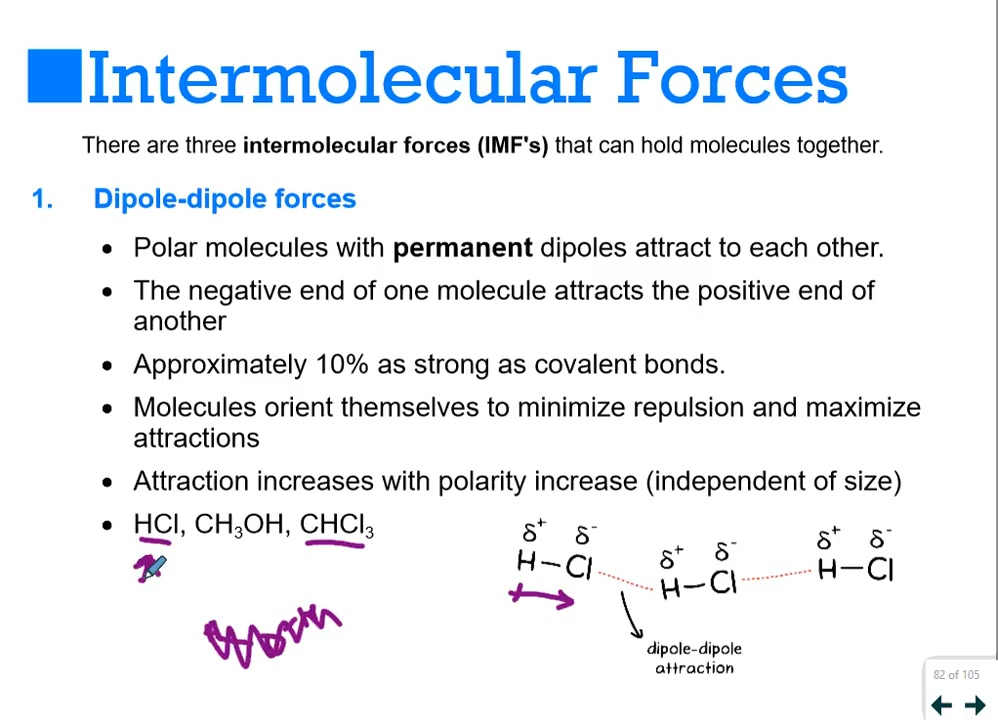 Intermolecular Forces
There are three intermolecular forces (IMF's) that can hold molecules together.
1. Dipole-dipole forces
• Polar molecules with permanent dipoles attract to each other.
• The negative end of one molecule attracts the positive end of
another
• Approximately 10% as strong as covalent bonds.
• Molecules orient themselves to minimize repulsion and maximize
attractions
• Attraction increases with polarity increase (independent of size)
• HCl, CH₃OH, CHCl₃
δ⁺ δ⁻
H—Cl
δ⁺ δ⁻
H—Cl
δ⁺ δ⁻
H—Cl
dipole-dipole
attraction
82 of 105